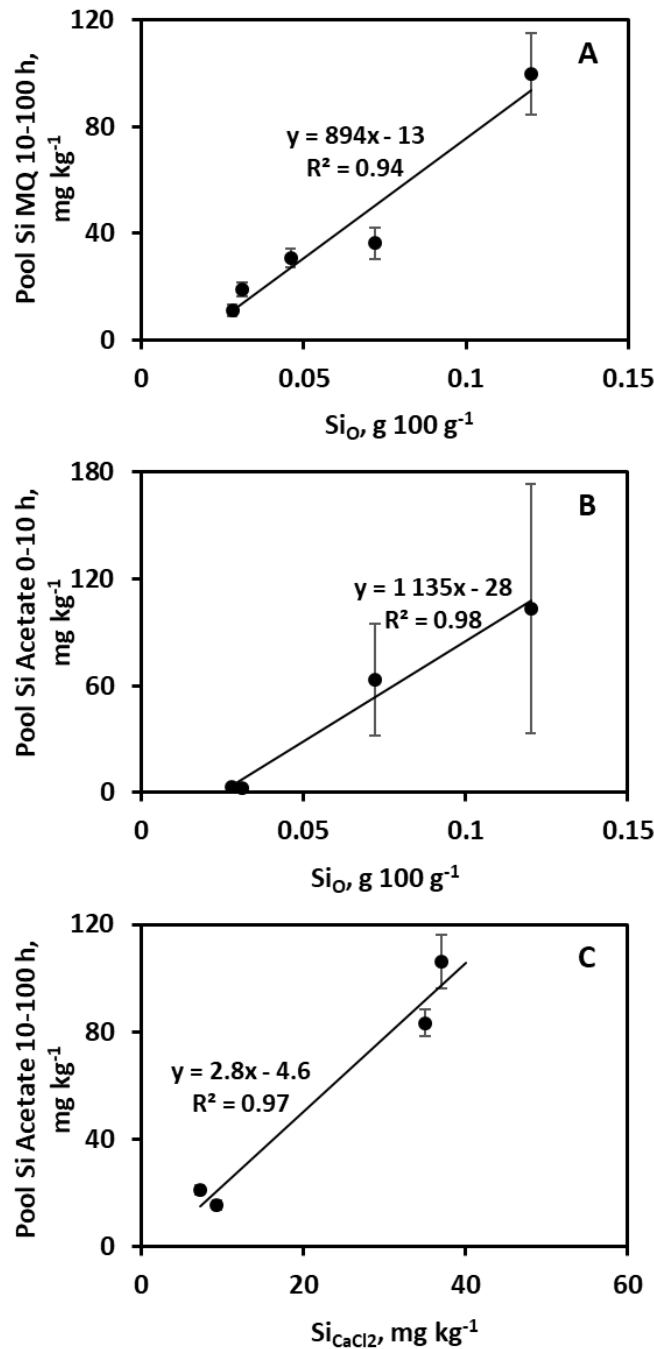 Pool Si MQ 10-100 h,
mg kg⁻¹
120
80
40
0
A
y = 894x - 13
R² = 0.94
0
0.05
0.1
0.15
Si_O, g 100 g⁻¹
Pool Si Acetate 0-10 h,
mg kg⁻¹
180
120
60
0
B
y = 1 135x - 28
R² = 0.98
0
0.05
0.1
0.15
Si_O, g 100 g⁻¹
Pool Si Acetate 10-100 h,
mg kg⁻¹
120
80
40
0
C
y = 2.8x - 4.6
R² = 0.97
0
20
40
60
Si_CaCl2, mg kg⁻¹